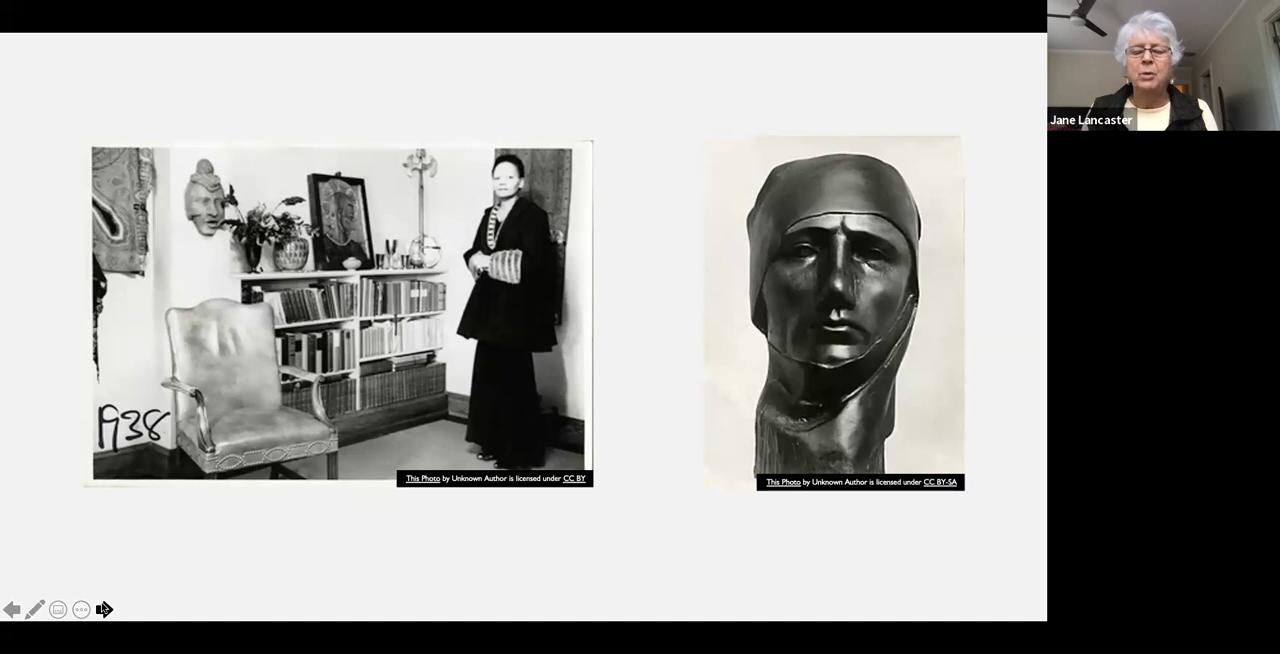 Jane Lancaster
1938
This Photo by Unknown Author is licensed under CC BY
This Photo by Unknown Author is licensed under CC BY-SA